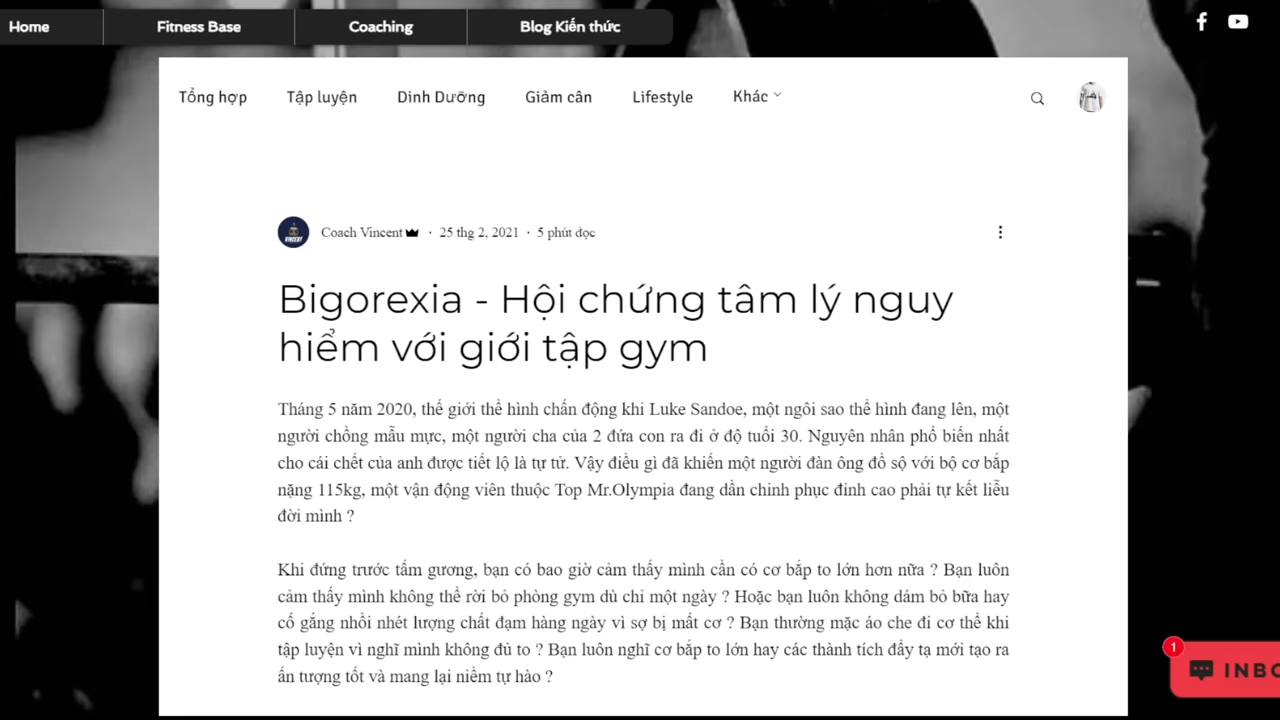 Home Fitness Base Coaching Blog Kiến thức
Tổng hợp Tập luyện Dinh Dưỡng Giảm cân Lifestyle Khác
Coach Vincent · 25 thg 2, 2021 · 5 phút đọc
Bigorexia - Hội chứng tâm lý nguy
hiểm với giới tập gym
Tháng 5 năm 2020, thế giới thể hình chấn động khi Luke Sandoe, một ngôi sao thể hình đang lên, một
người chồng mẫu mực, một người cha của 2 đứa con ra đi ở độ tuổi 30. Nguyên nhân phổ biến nhất
cho cái chết của anh được tiết lộ là tự tử. Vậy điều gì đã khiến một người đàn ông đồ sộ với bộ cơ bắp
nặng 115kg, một vận động viên thuộc Top Mr.Olympia đang dần chinh phục đỉnh cao phải tự kết liễu
đời mình ?
Khi đứng trước tấm gương, bạn có bao giờ cảm thấy mình cần có cơ bắp to lớn hơn nữa ? Bạn luôn
cảm thấy mình không thể rời bỏ phòng gym dù chỉ một ngày ? Hoặc bạn luôn không dám bỏ bữa hay
cố gắng nhồi nhét lượng chất đạm hàng ngày vì sợ bị mất cơ ? Bạn thường mặc áo che đi cơ thể khi
tập luyện vì nghĩ mình không đủ to ? Bạn luôn nghĩ cơ bắp to lớn hay các thành tích đẩy tạ mới tạo ra
ấn tượng tốt và mang lại niềm tự hào ?
1
INBO